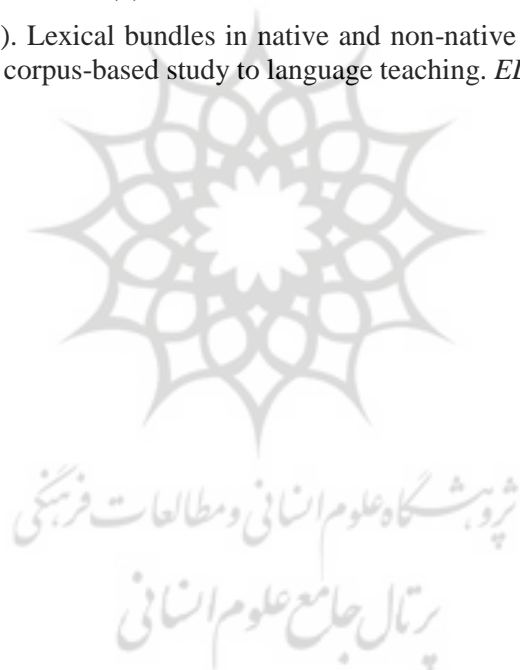 ). Lexical bundles in native and non-native
corpus-based study to language teaching.
پژوهشگاه علوم انسانی و مطالعات فرهنگی
پرتال جامع علوم انسانی